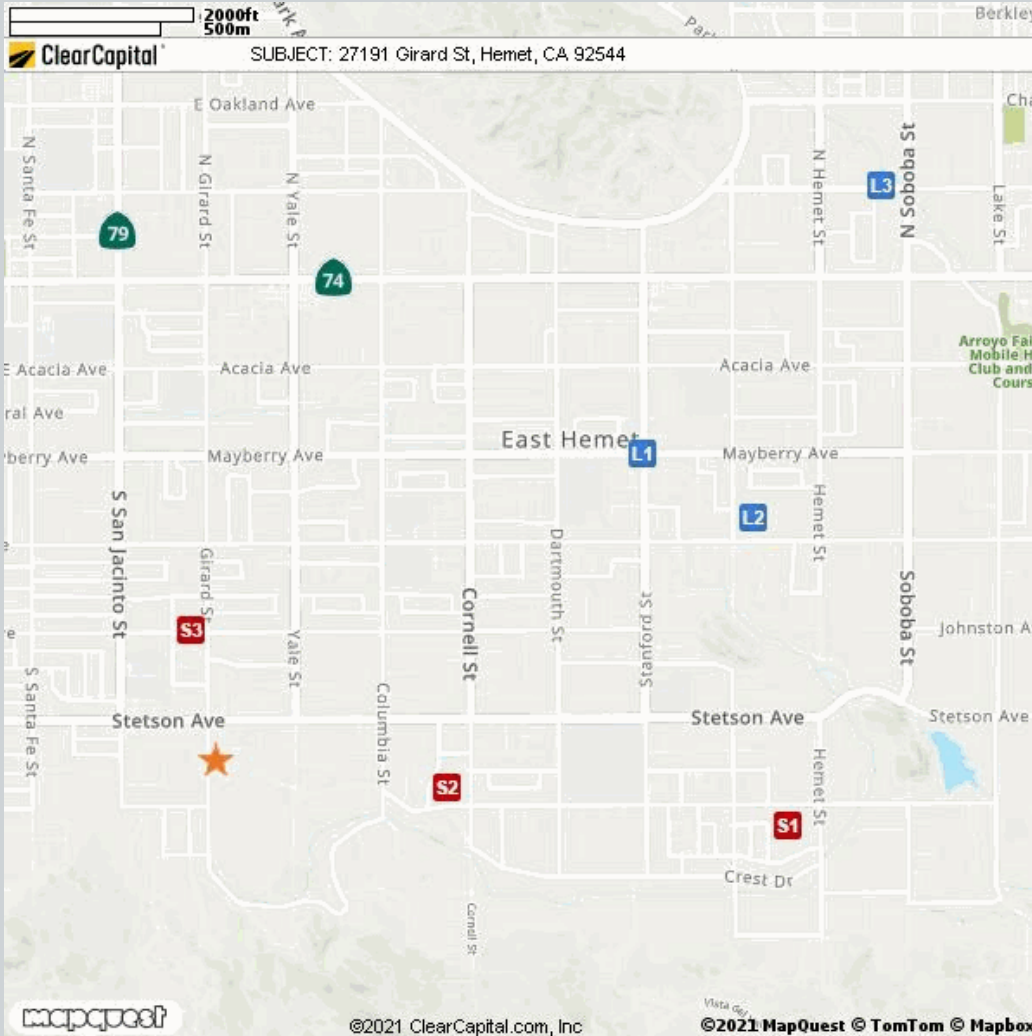 2000ft
500m
Berkley
ClearCapital
SUBJECT: 27191 Girard St, Hemet, CA 92544
E Oakland Ave
N Santa Fe St
N Girard St
N Yale St
N Hemet St
N Soboba St
Lake St
L3
79
74
Arroyo Fai
Mobile H
Club and
Cours
E Acacia Ave
Acacia Ave
Acacia Ave
ral Ave
East Hemet
L1
berry Ave
Mayberry Ave
Mayberry Ave
L2
S San Jacinto St
Girard St
Dartmouth St
Hemet St
Cornell St
Stanford St
Soboba St
S3
Johnston A
Yale St
S Santa Fe St
Columbia St
Stetson Ave
Stetson Ave
Stetson Ave
S2
Hemet St
S1
Crest Dr
Cornell St
mapquest
©2021 ClearCapital.com, Inc
©2021 MapQuest © TomTom © Mapbox